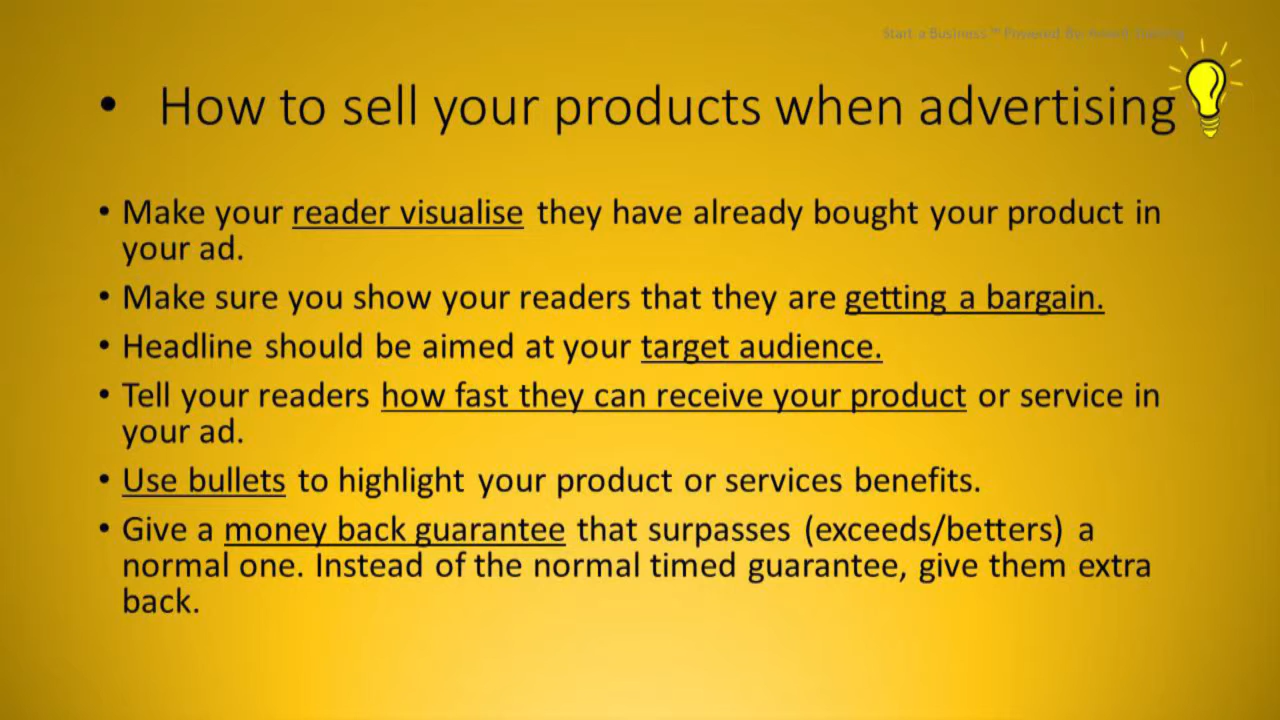 Start a Business™ Powered By:
• How to sell your products when advertising
• Make your reader visualise they have already bought your product in
your ad.
• Make sure you show your readers that they are getting a bargain.
• Headline should be aimed at your target audience.
• Tell your readers how fast they can receive your product or service in
your ad.
• Use bullets to highlight your product or services benefits.
• Give a money back guarantee that surpasses (exceeds/betters) a
normal one. Instead of the normal timed guarantee, give them extra
back.